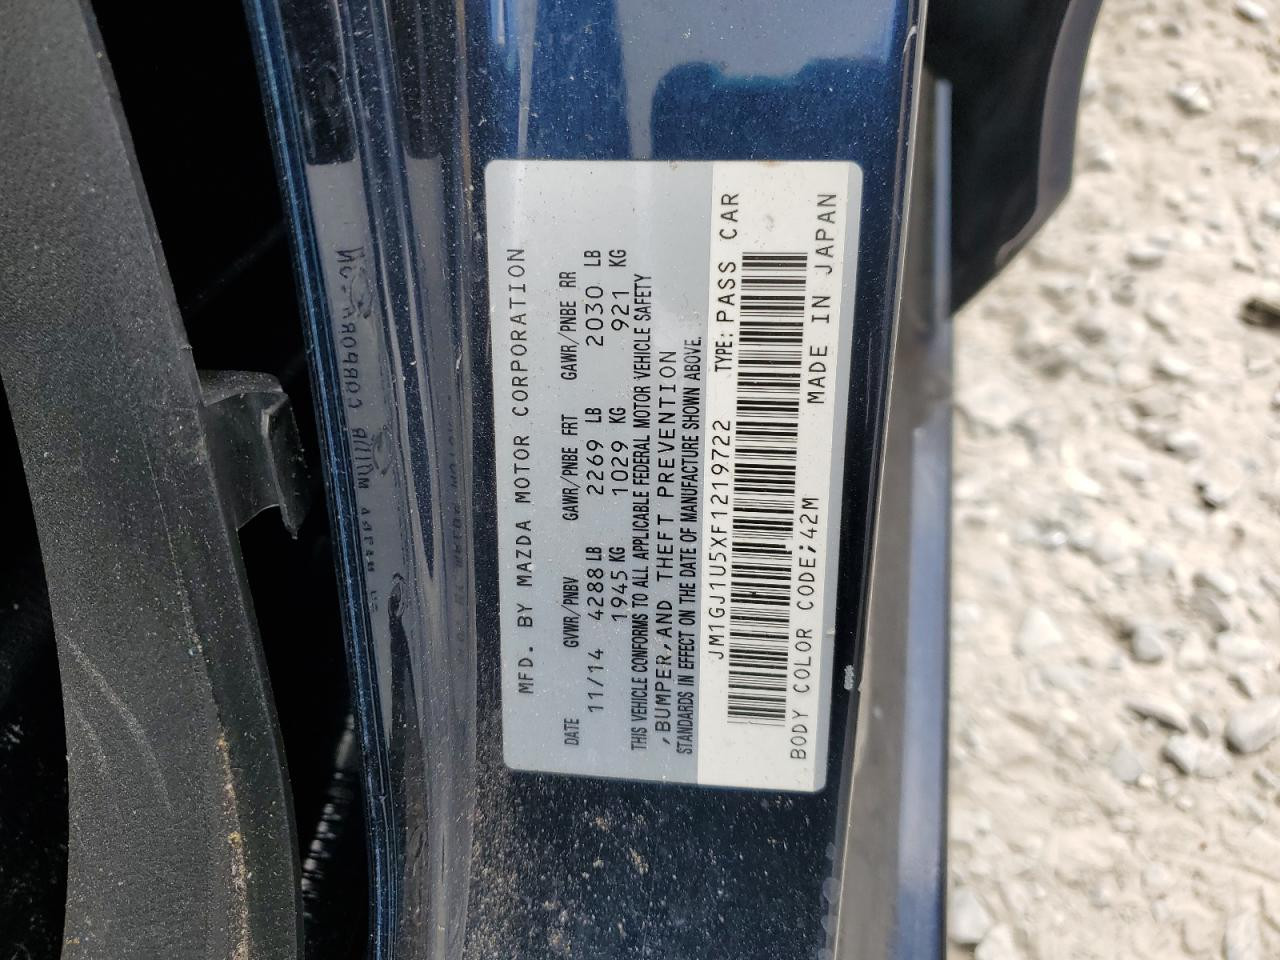 MFD. BY MAZDA MOTOR CORPORATION
DATE GVWR/PNBV GAWR/PNBE FRT GAWR/PNBE RR
11/14 4288 LB 2269 LB 2030 LB
1945 KG 1029 KG 921 KG
THIS VEHICLE CONFORMS TO ALL APPLICABLE FEDERAL MOTOR VEHICLE SAFETY
,BUMPER, AND THEFT PREVENTION
STANDARDS IN EFFECT ON THE DATE OF MANUFACTURE SHOWN ABOVE.
JM1GJ1U5XF1219722 TYPE: PASS CAR
BODY COLOR CODE;42M MADE IN JAPAN